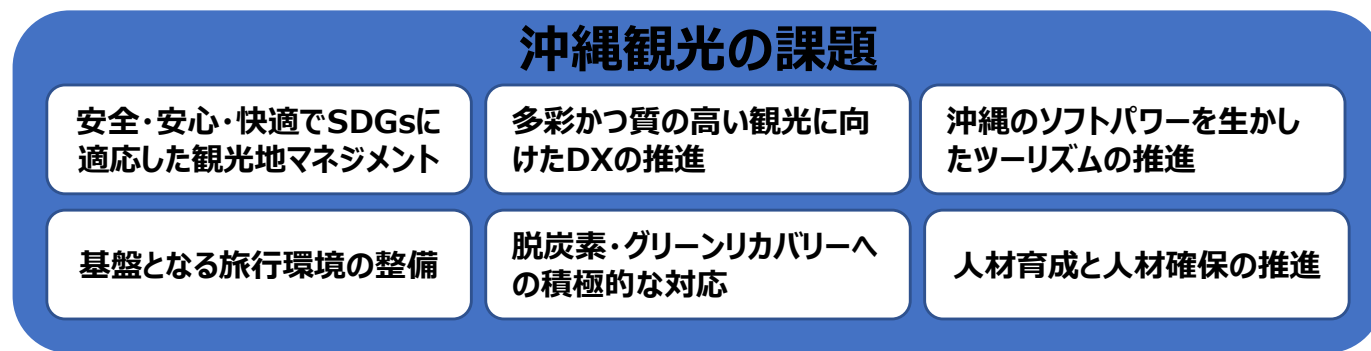 沖縄観光の課題
安全・安心・快適でSDGsに
適応した観光地マネジメント
多彩かつ質の高い観光に向
けたDXの推進
沖縄のソフトパワーを生かし
たツーリズムの推進
基盤となる旅行環境の整備
脱炭素・グリーンリカバリーへ
の積極的な対応
人材育成と人材確保の推進